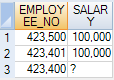 EMPLOY
EE_NO
SALAR
Y
1 423,500 100,000
2 423,401 100,000
3 423,400 ?